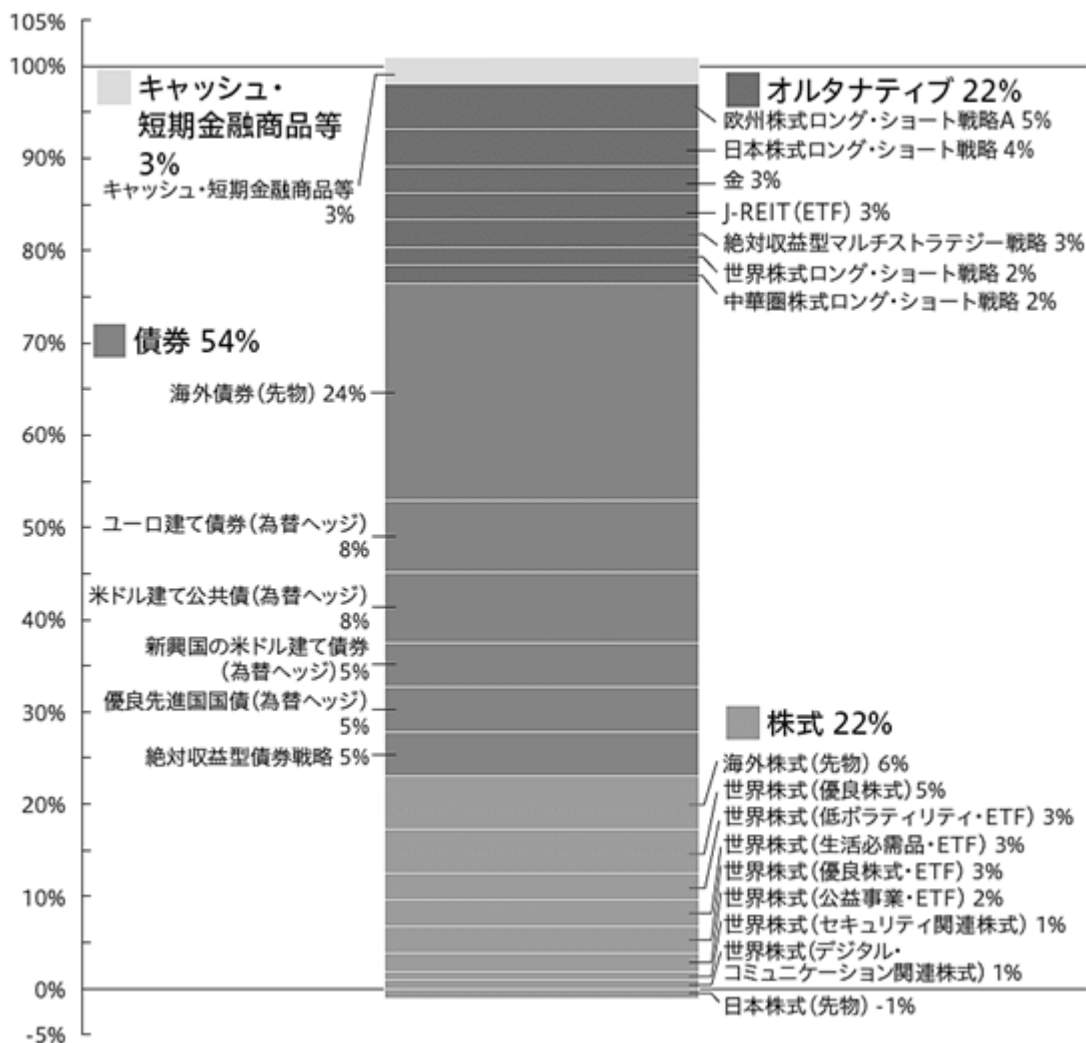 105%
100%
90%
80%
70%
60%
50%
40%
30%
20%
10%
0%
-5%
キャッシュ・
短期金融商品等
3%
キャッシュ・短期金融商品等
3%
債券 54%
海外債券(先物) 24%
ユーロ建て債券(為替ヘッジ)
8%
米ドル建て公共債(為替ヘッジ)
8%
新興国の米ドル建て債券
(為替ヘッジ)5%
優良先進国国債(為替ヘッジ)
5%
絶対収益型債券戦略 5%
オルタナティブ 22%
欧州株式ロング・ショート戦略A 5%
日本株式ロング・ショート戦略 4%
金 3%
J-REIT(ETF) 3%
絶対収益型マルチストラテジー戦略 3%
世界株式ロング・ショート戦略 2%
中華圏株式ロング・ショート戦略 2%
株式 22%
海外株式(先物) 6%
世界株式(優良株式)5%
世界株式(低ボラティリティ・ETF) 3%
世界株式(生活必需品・ETF) 3%
世界株式(優良株式・ETF) 3%
世界株式(公益事業・ETF) 2%
世界株式(セキュリティ関連株式) 1%
世界株式(デジタル・
コミュニケーション関連株式) 1%
日本株式(先物) -1%